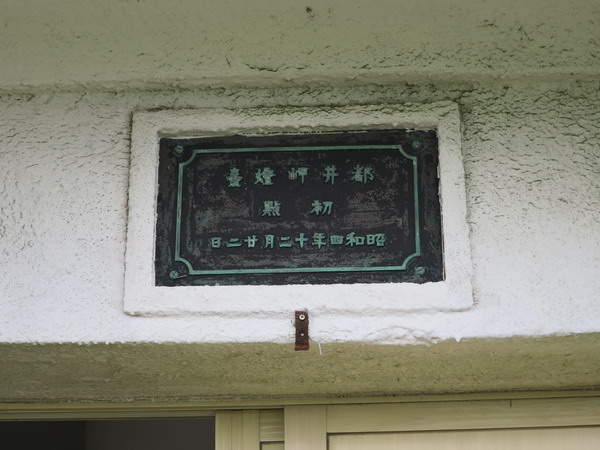 都井岬燈臺
初點
昭和四年十二月廿二日